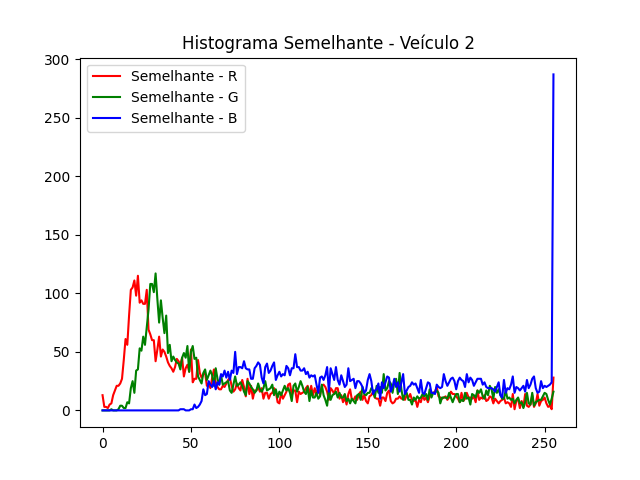 Histograma Semelhante - Veículo 2
Semelhante - R
Semelhante - G
Semelhante - B
300
250
200
150
100
50
0
0 50 100 150 200 250